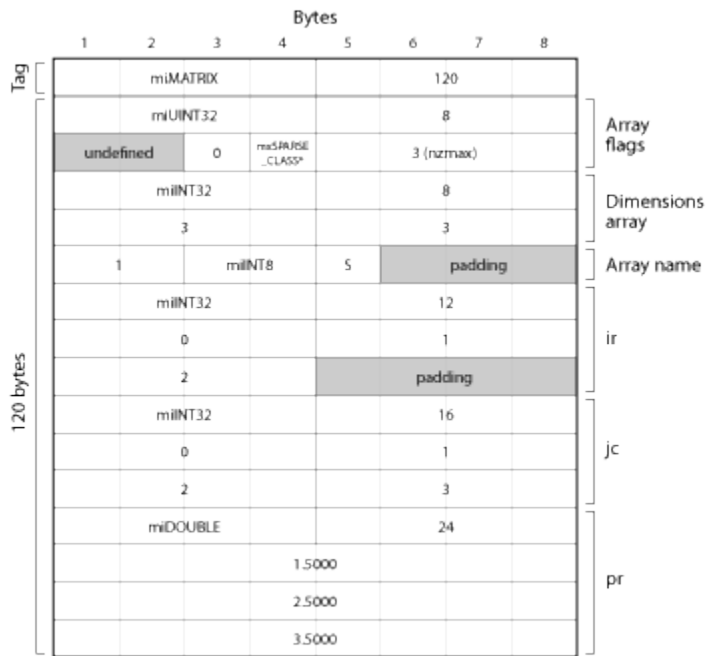 Bytes
1 2 3 4 5 6 7 8
Tag
miMATRIX 120
miUINT32 8
Array flags
undefined 0 mxSPARSE _CLASS* 3 (nzmax)
miINT32 8
Dimensions array
3 3
1 miINT8 S padding
Array name
miINT32 12
0 1
ir
2 padding
120 bytes
miINT32 16
0 1
jc
2 3
miDOUBLE 24
1.5000
pr
2.5000
3.5000